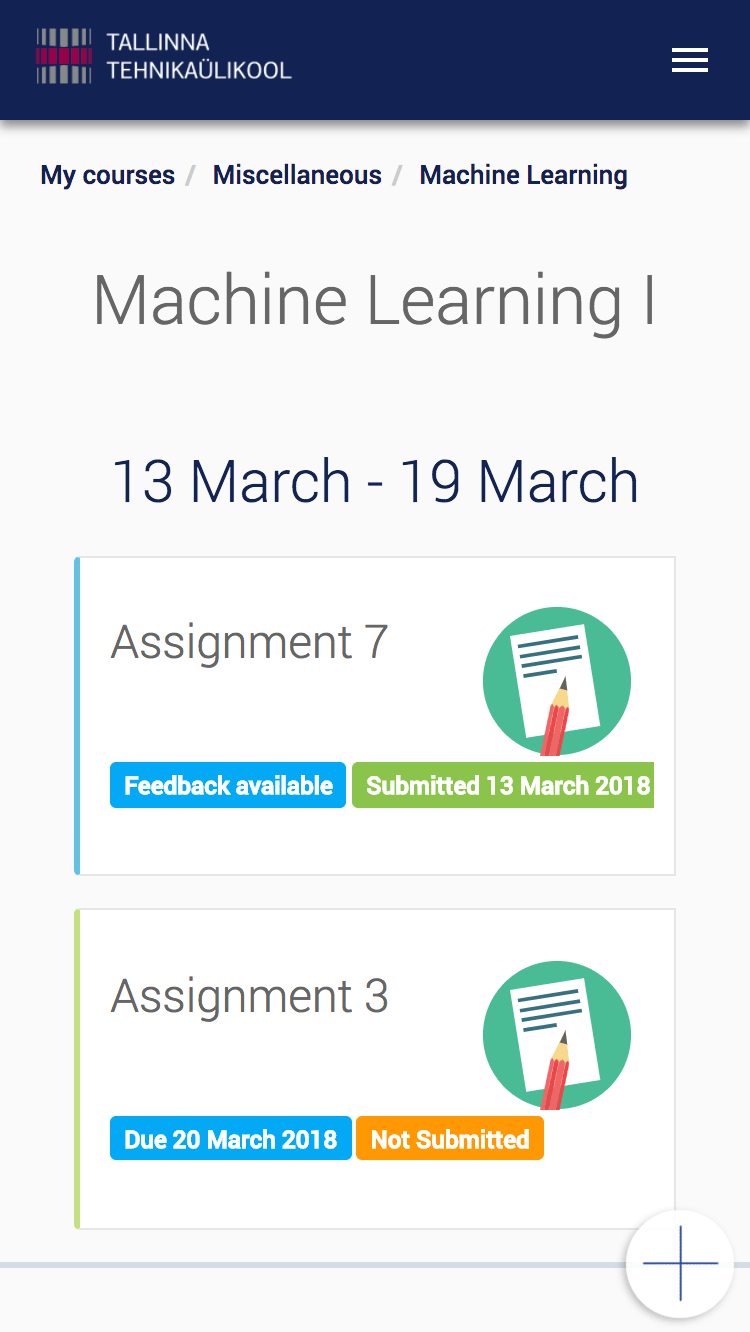 TALLINNA
TEHNIKAÜLIKOOL
My courses / Miscellaneous / Machine Learning
Machine Learning I
13 March - 19 March
Assignment 7
Feedback available
Submitted 13 March 2018
Assignment 3
Due 20 March 2018
Not Submitted